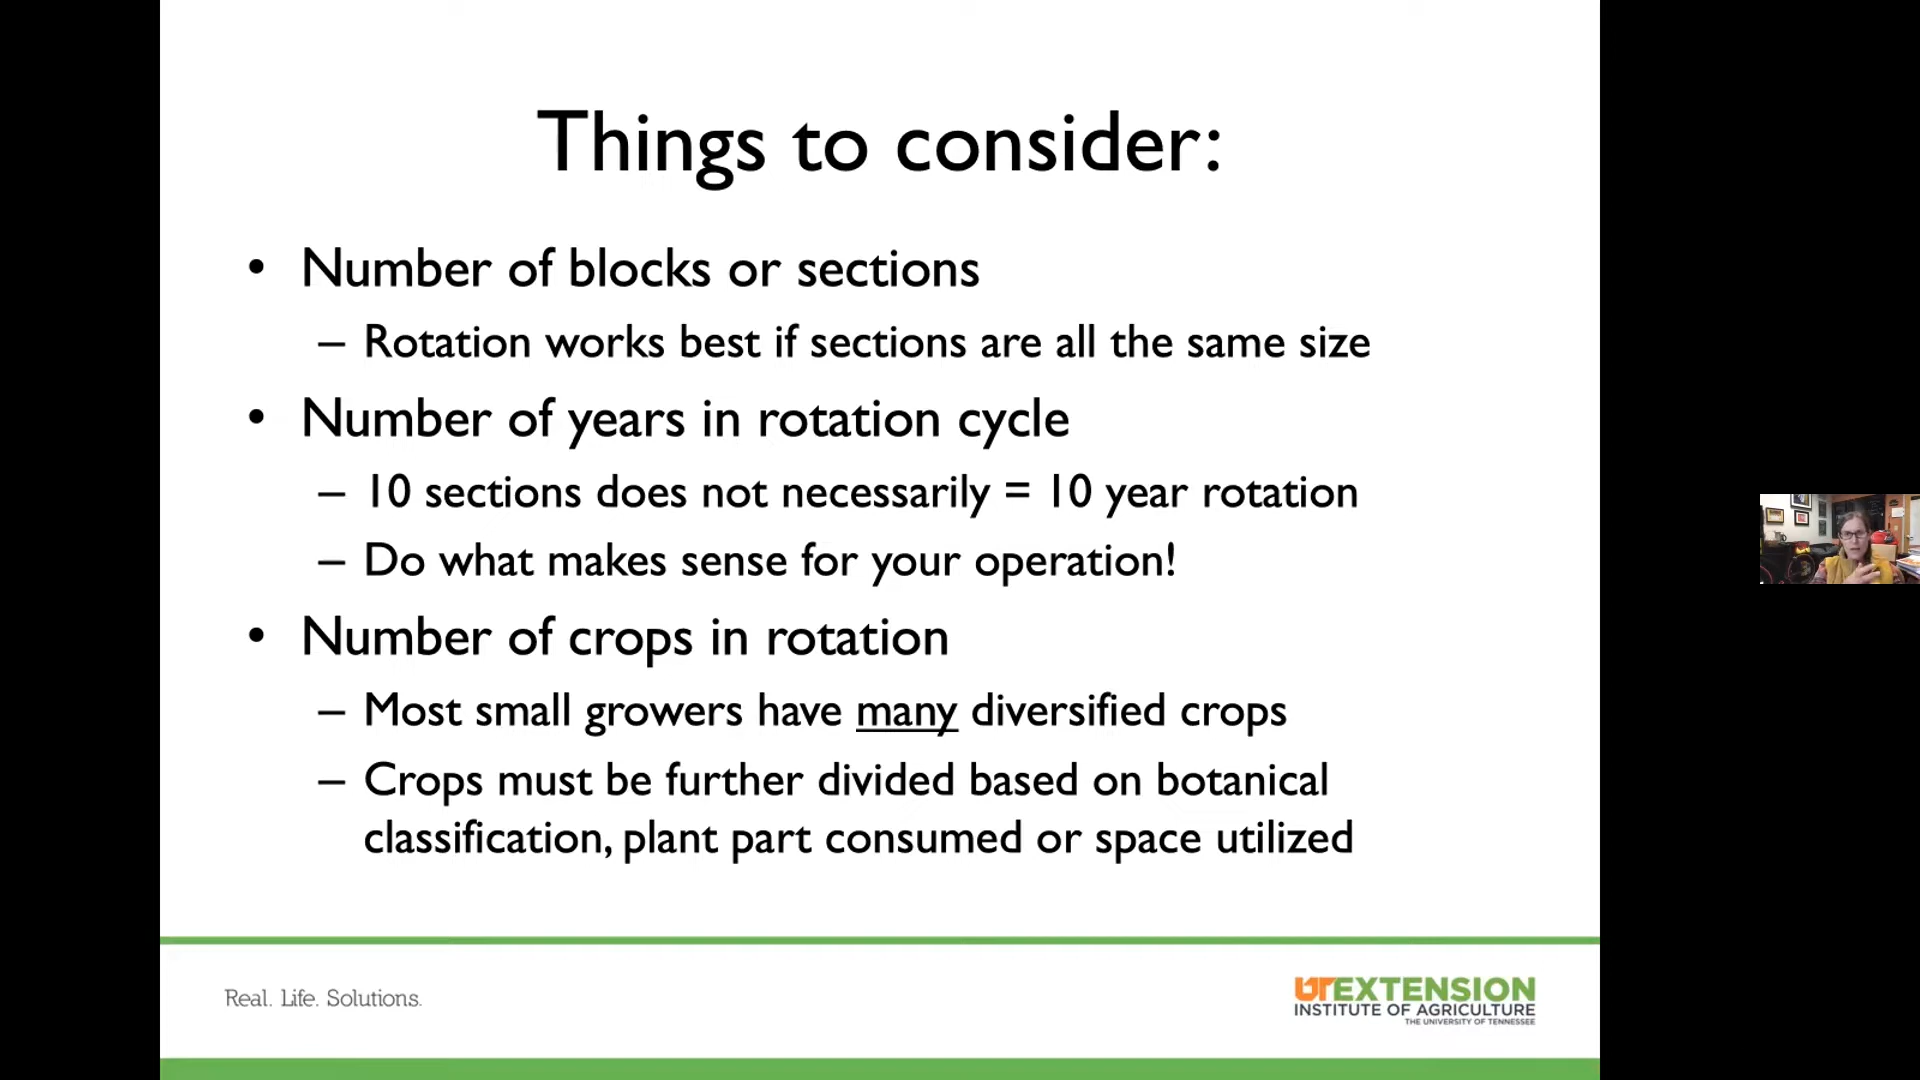 Things to consider:
• Number of blocks or sections
– Rotation works best if sections are all the same size
• Number of years in rotation cycle
– 10 sections does not necessarily = 10 year rotation
– Do what makes sense for your operation!
• Number of crops in rotation
– Most small growers have many diversified crops
– Crops must be further divided based on botanical
classification, plant part consumed or space utilized
Real. Life. Solutions.
UTEXTENSION
INSTITUTE OF AGRICULTURE
THE UNIVERSITY OF TENNESSEE